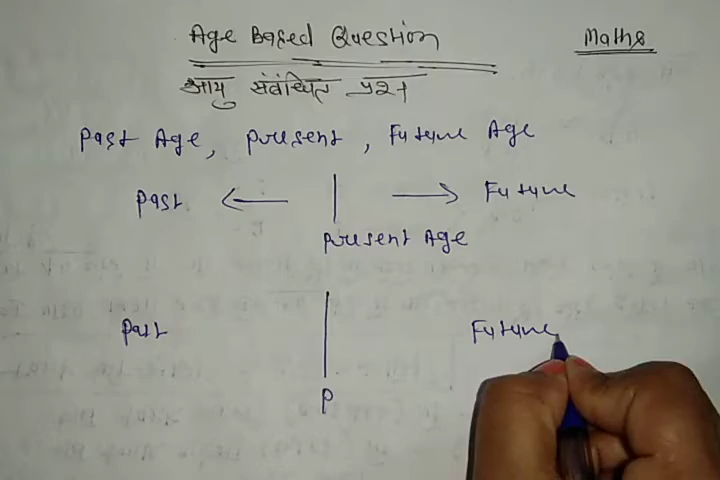 Age Based Question
Maths
आयु संबंधित प्रश्न
Past Age, present, Future Age
Past ← | → Future
present Age
Past Future
P